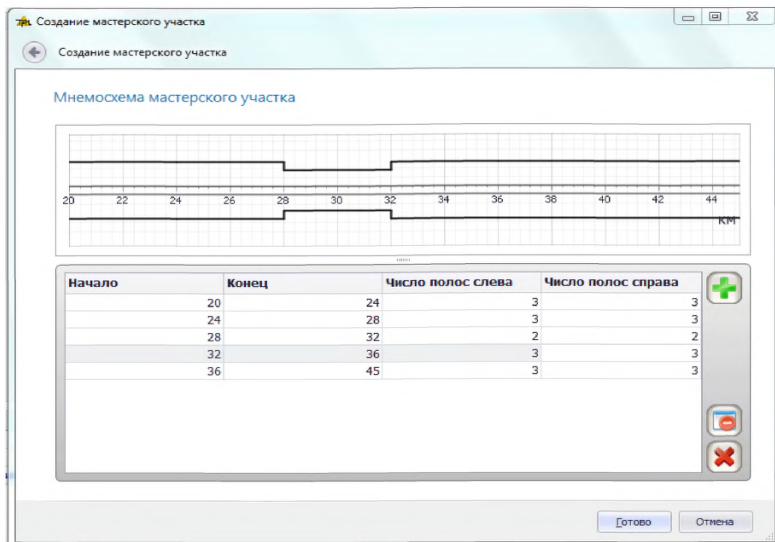 Создание мастерского участка
Создание мастерского участка
Мнемосхема мастерского участка
20 22 24 26 28 30 32 34 36 38 40 42 44
КМ
Начало Конец Число полос слева Число полос справа
20 24 3 3
24 28 3 3
28 32 2 2
32 36 3 3
36 45 3 3
Готово Отмена